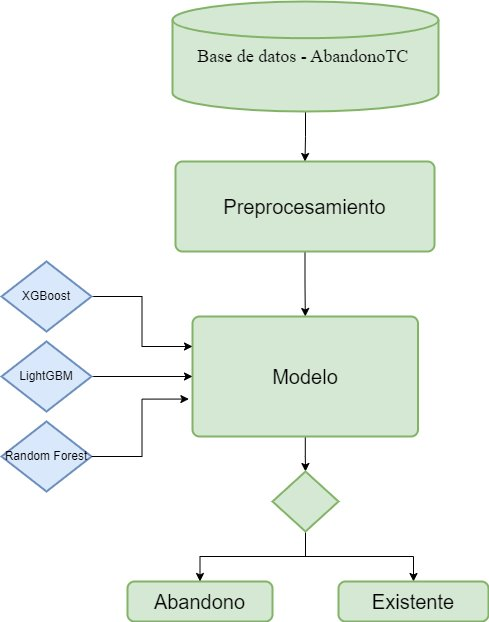 Base de datos - AbandonoTC
Preprocesamiento
XGBoost
LightGBM
Random Forest
Modelo
Abandono
Existente